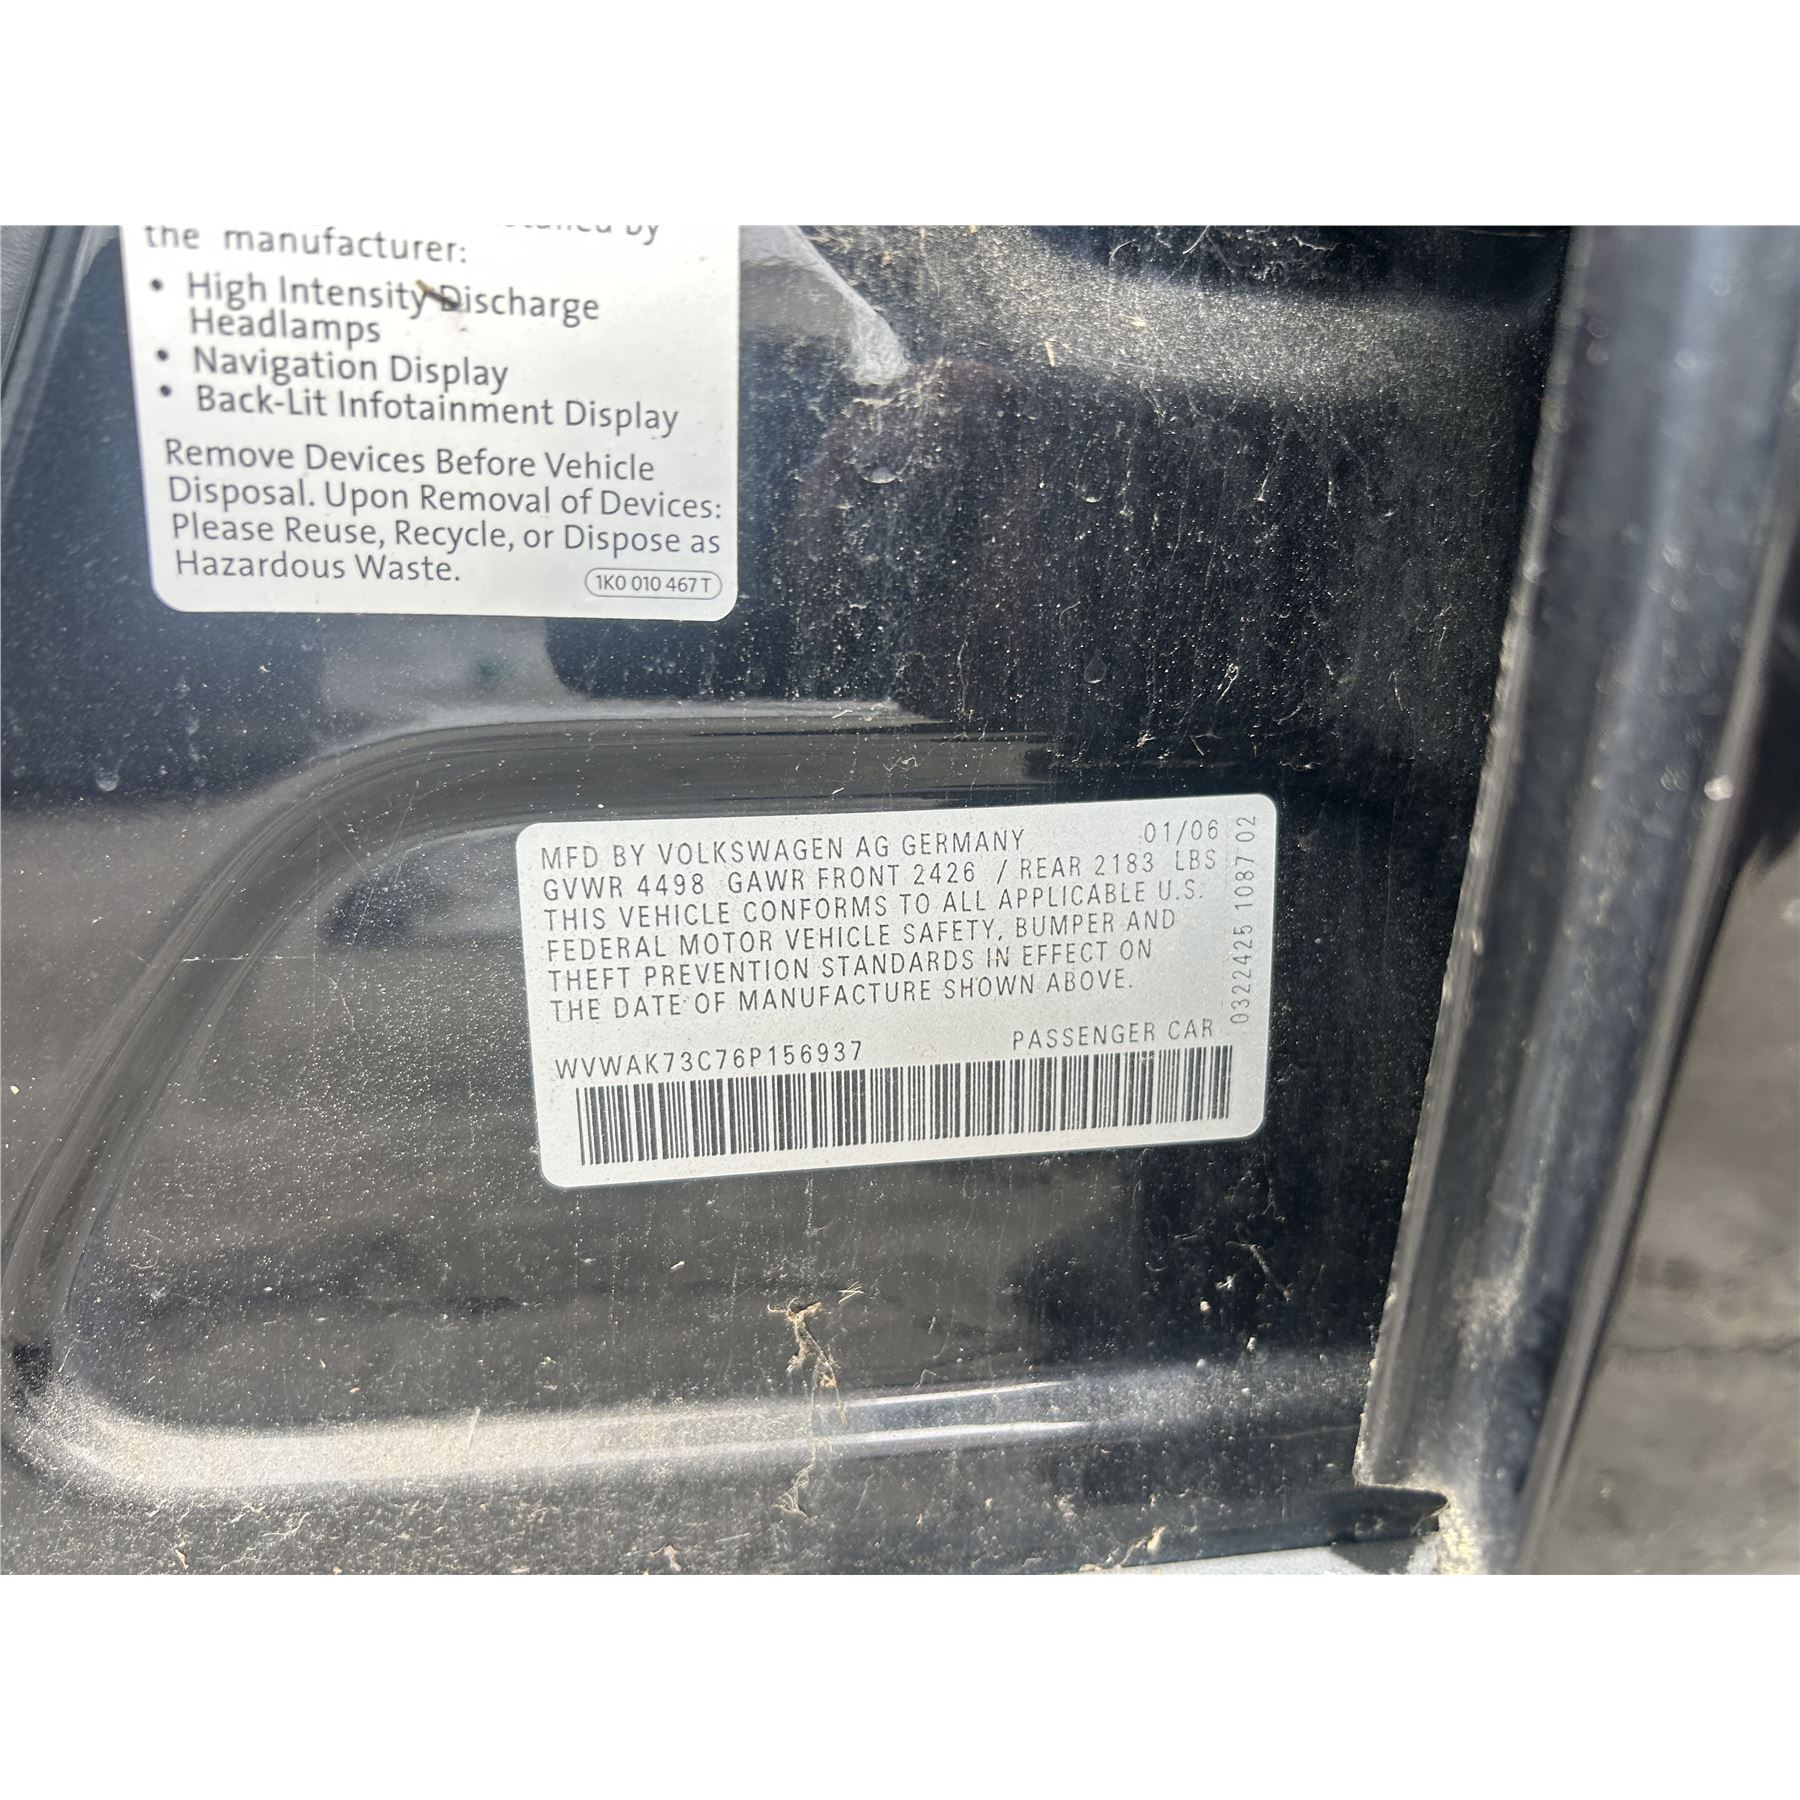 the manufacturer:
• High Intensity Discharge
Headlamps
• Navigation Display
• Back-Lit Infotainment Display
Remove Devices Before Vehicle
Disposal. Upon Removal of Devices:
Please Reuse, Recycle, or Dispose as
Hazardous Waste.
1K0 010 467 T
MFD BY VOLKSWAGEN AG GERMANY 01/06
GVWR 4498 GAWR FRONT 2426 / REAR 2183 LBS
THIS VEHICLE CONFORMS TO ALL APPLICABLE U.S.
FEDERAL MOTOR VEHICLE SAFETY, BUMPER AND
THEFT PREVENTION STANDARDS IN EFFECT ON
THE DATE OF MANUFACTURE SHOWN ABOVE.
WVWAK73C76P156937 PASSENGER CAR
0322425 1087 02